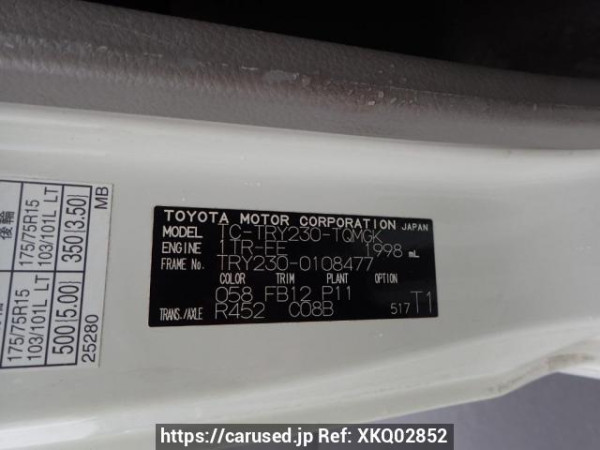 後輪
175/75R15
103/101L LT
350(3.50)
MB
175/75R15
103/101L LT
500(5.00)
25280
TOYOTA MOTOR CORPORATION JAPAN
MODEL TC-TRY230-TQMGK
ENGINE 1TR-FE 1998 mL
FRAME No. TRY230-0108477
COLOR TRIM PLANT OPTION
058 FB12 P11
TRANS./AXLE R452 C08B 517 T1
https://carused.jp Ref: XKQ02852